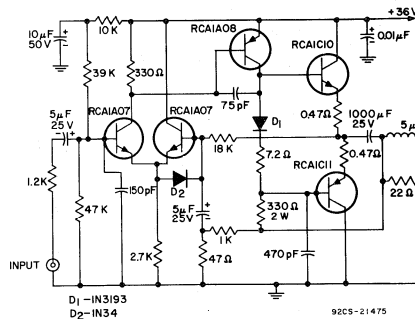 +36V
RCA1A08
10μF
50V
10K
RCA1C10
0.01μF
39K
330Ω
75pF
0.47Ω
1000μF
25V
5μ
5μF
25V
RCA1A07
RCA1A07
D1
18K
0.47Ω
7.2Ω
RCA1C11
22Ω
1.2K
150pF
D2
5μF
25V
330Ω
2W
47K
1K
2.7K
47Ω
470pF
INPUT
D1-1N3193
D2-1N34
92CS-21475